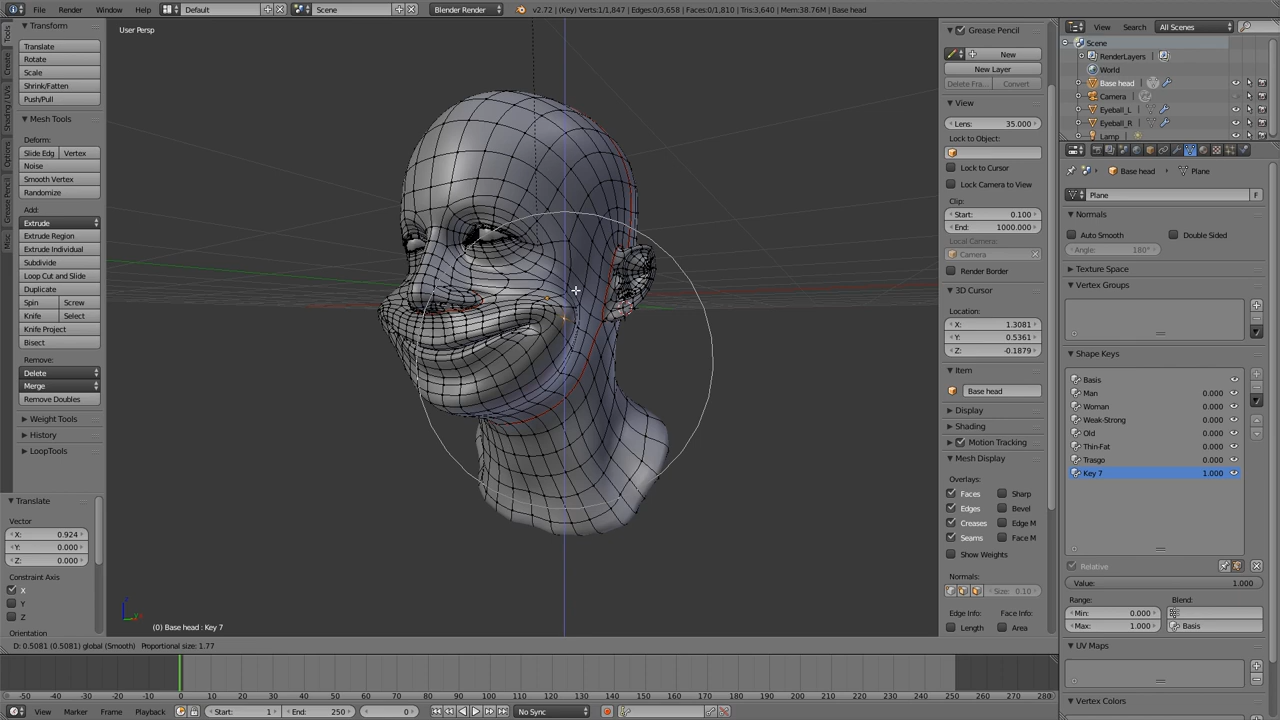 File Render Window Help Default Scene Blender Render v2.72 | (Key) Verts:1/1,847 | Edges:0/3,658 | Faces:0/1,810 | Tris:3,640 | Mem:38.76M | Base head
Tools
Create
Shading / UVs
Options
Grease Pencil
Misc
Transform
Translate
Rotate
Scale
Shrink/Fatten
Push/Pull
Mesh Tools
Deform:
Slide Edg Vertex
Noise
Smooth Vertex
Randomize
Add:
Extrude
Extrude Region
Extrude Individual
Subdivide
Loop Cut and Slide
Duplicate
Spin Screw
Knife Select
Knife Project
Bisect
Remove:
Delete
Merge
Remove Doubles
Weight Tools
History
LoopTools
Translate
Vector
X: 0.924
Y: 0.000
Z: 0.000
Constraint Axis
X
Y
Z
Orientation
User Persp
(0) Base head : Key 7
D: 0.5081 (0.5081) global (Smooth) Proportional size: 1.77
Grease Pencil
New
New Layer
Delete Fra... Convert
View
Lens: 35.000
Lock to Object:
Lock to Cursor
Lock Camera to View
Clip:
Start: 0.100
End: 1000.000
Local Camera:
Camera
Render Border
3D Cursor
Location:
X: 1.3081
Y: 0.5361
Z: -0.1879
Item
Base head
Display
Shading
Motion Tracking
Mesh Display
Overlays:
Faces Sharp
Edges Bevel
Creases Edge M
Seams Face M
Show Weights
Normals:
Size: 0.10
Edge Info: Face Info:
Length Area
View Search All Scenes
Scene
RenderLayers
World
Base head
Camera
Eyeball_L
Eyeball_R
Lamp
Base head Plane
Plane F
Normals
Auto Smooth Double Sided
Angle: 180°
Texture Space
Vertex Groups
Shape Keys
Basis
Man 0.000
Woman 0.000
Weak-Strong 0.000
Old 0.000
Thin-Fat 0.000
Trasgo 0.000
Key 7 1.000
Relative
Value: 1.000
Range: Blend:
Min: 0.000
Max: 1.000 Basis
UV Maps
Vertex Colors
-50 -40 -30 -20 -10 0 10 20 30 40 50 60 70 80 90 100 110 120 130 140 150 160 170 180 190 200 210 220 230 240 250 260 270 280
View Marker Frame Playback Start: 1 End: 250 0 No Sync